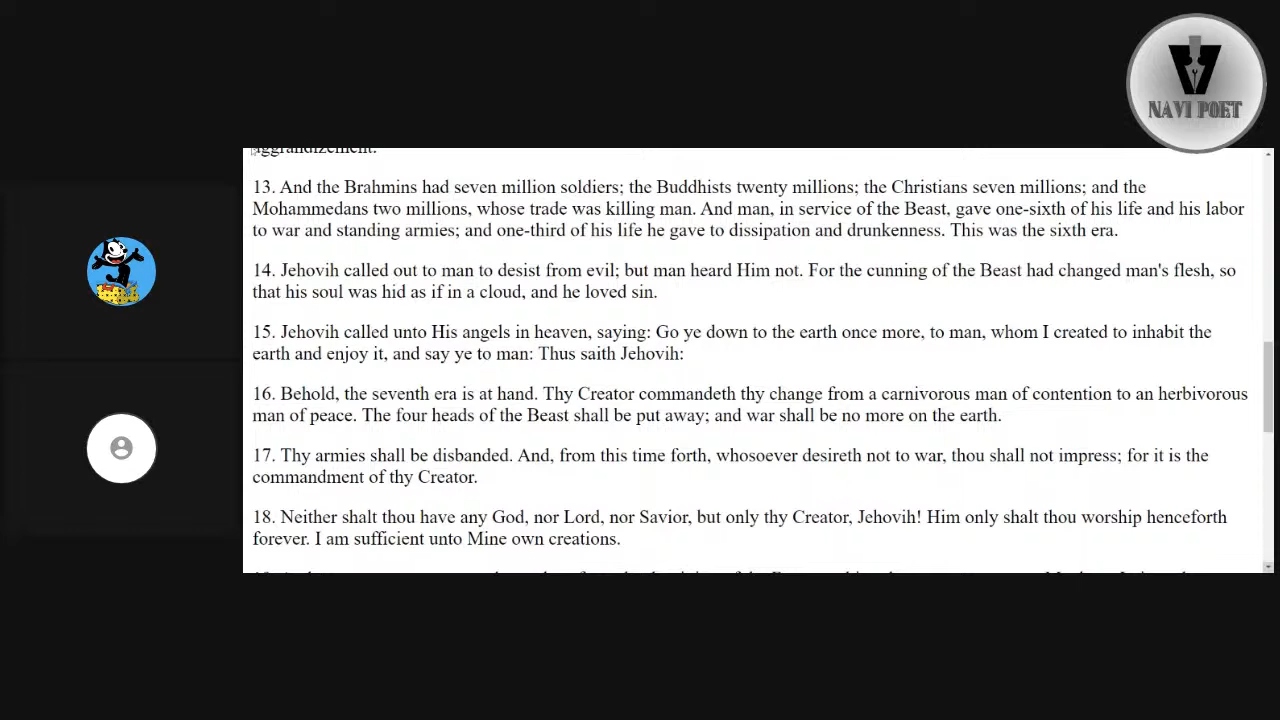 NAVI POET
aggrandizement.
13. And the Brahmins had seven million soldiers; the Buddhists twenty millions; the Christians seven millions; and the
Mohammedans two millions, whose trade was killing man. And man, in service of the Beast, gave one-sixth of his life and his labor
to war and standing armies; and one-third of his life he gave to dissipation and drunkenness. This was the sixth era.
14. Jehovih called out to man to desist from evil; but man heard Him not. For the cunning of the Beast had changed man's flesh, so
that his soul was hid as if in a cloud, and he loved sin.
15. Jehovih called unto His angels in heaven, saying: Go ye down to the earth once more, to man, whom I created to inhabit the
earth and enjoy it, and say ye to man: Thus saith Jehovih:
16. Behold, the seventh era is at hand. Thy Creator commandeth thy change from a carnivorous man of contention to an herbivorous
man of peace. The four heads of the Beast shall be put away; and war shall be no more on the earth.
17. Thy armies shall be disbanded. And, from this time forth, whosoever desireth not to war, thou shall not impress; for it is the
commandment of thy Creator.
18. Neither shalt thou have any God, nor Lord, nor Savior, but only thy Creator, Jehovih! Him only shalt thou worship henceforth
forever. I am sufficient unto Mine own creations.